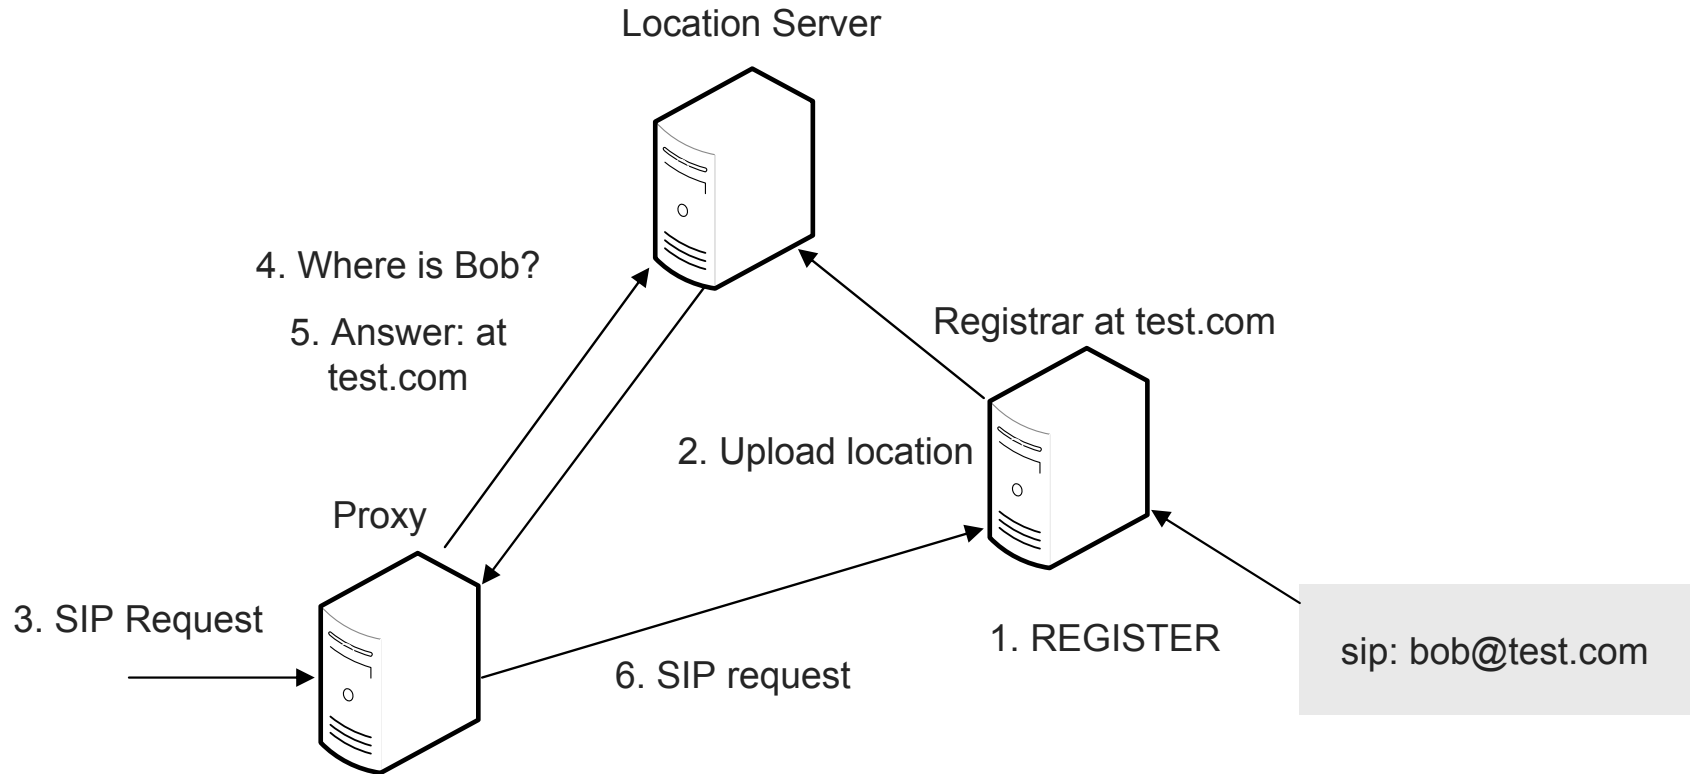 Location Server
4. Where is Bob?
5. Answer: at
test.com
Registrar at test.com
2. Upload location
Proxy
3. SIP Request
1. REGISTER
sip: bob@test.com
6. SIP request